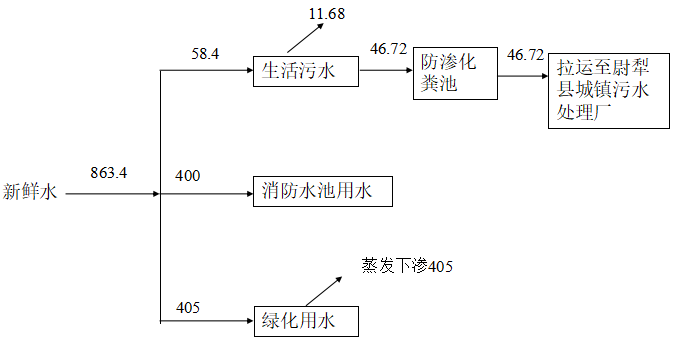 11.68
58.4
生活污水
46.72
防渗化
粪池
46.72
拉运至尉犁
县城镇污水
处理厂
新鲜水
863.4
400
消防水池用水
蒸发下渗405
405
绿化用水